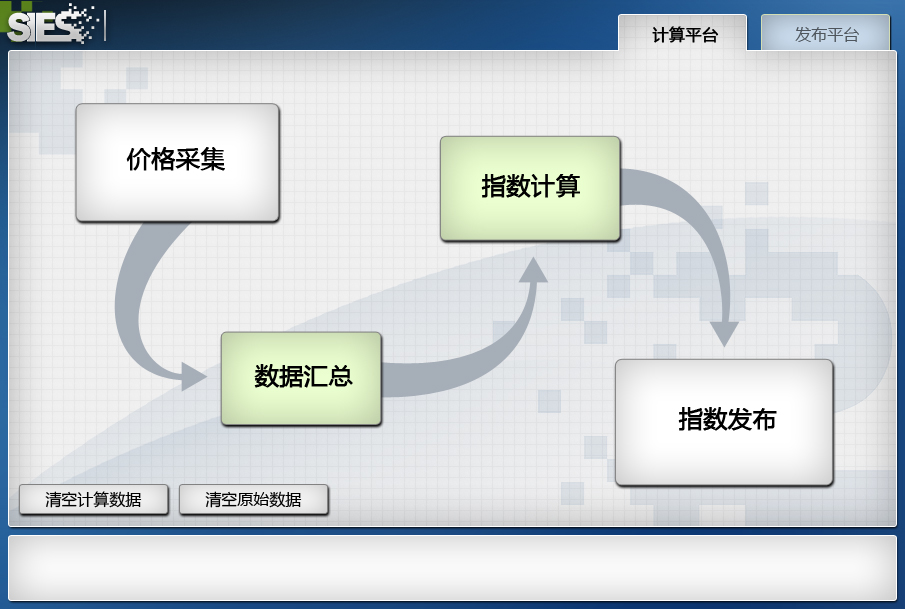 SIES
计算平台
发布平台
价格采集
指数计算
数据汇总
指数发布
清空计算数据
清空原始数据